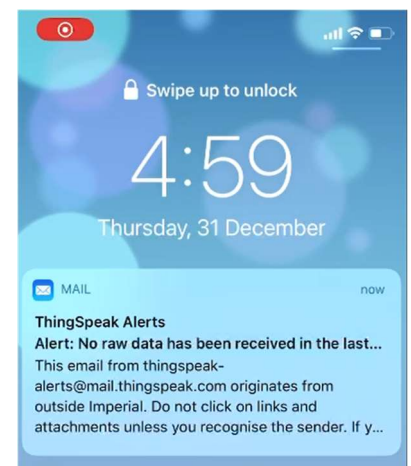 Swipe up to unlock
4:59
Thursday, 31 December
MAIL now
ThingSpeak Alerts
Alert: No raw data has been received in the last...
This email from thingspeak-
alerts@mail.thingspeak.com originates from
outside Imperial. Do not click on links and
attachments unless you recognise the sender. If y...